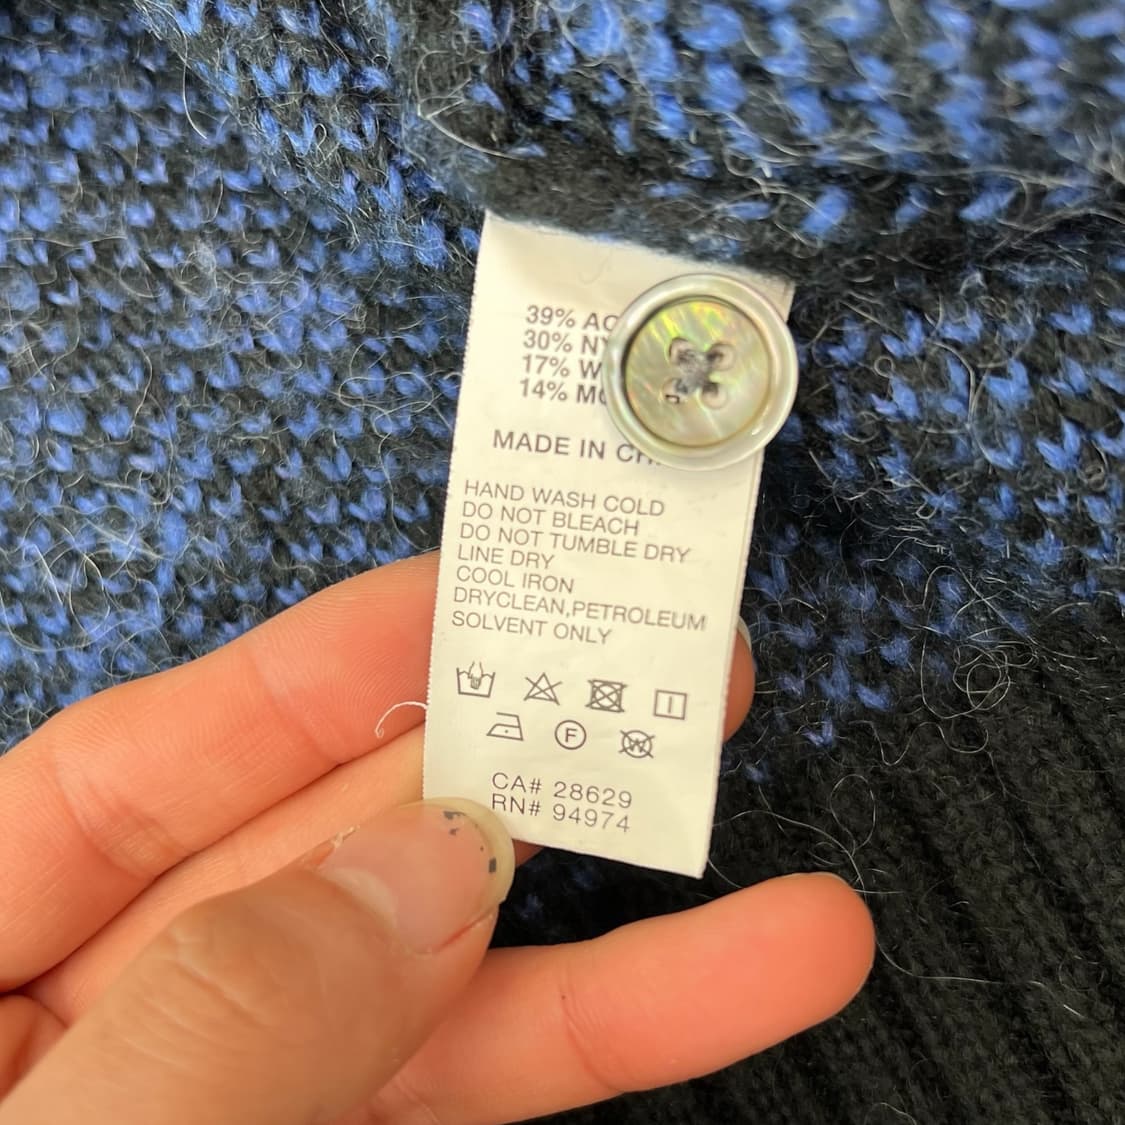 39% AC
30% NY
17% W
14% MO
MADE IN CH
HAND WASH COLD
DO NOT BLEACH
DO NOT TUMBLE DRY
LINE DRY
COOL IRON
DRYCLEAN,PETROLEUM
SOLVENT ONLY
F W
CA# 28629
RN# 94974